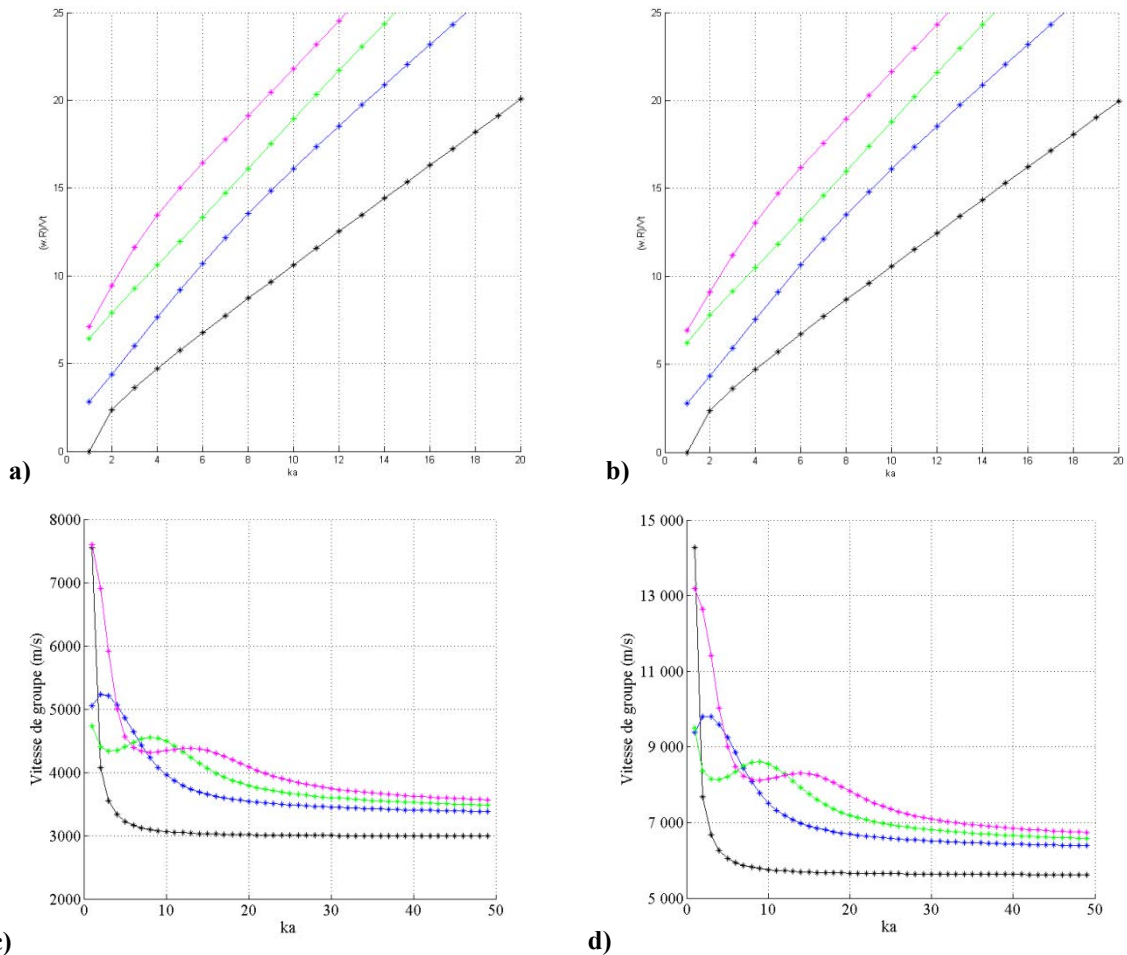 25
20
15
10
5
0
(w.R)/Vt
0 2 4 6 8 10 12 14 16 18 20
ka
a)
25
20
15
10
5
0
(w.R)/Vt
0 2 4 6 8 10 12 14 16 18 20
ka
b)
8000
7000
6000
5000
4000
3000
2000
Vitesse de groupe (m/s)
0 10 20 30 40 50
ka
c)
15 000
13 000
11 000
9 000
7 000
5 000
Vitesse de groupe (m/s)
0 10 20 30 40 50
ka
d)